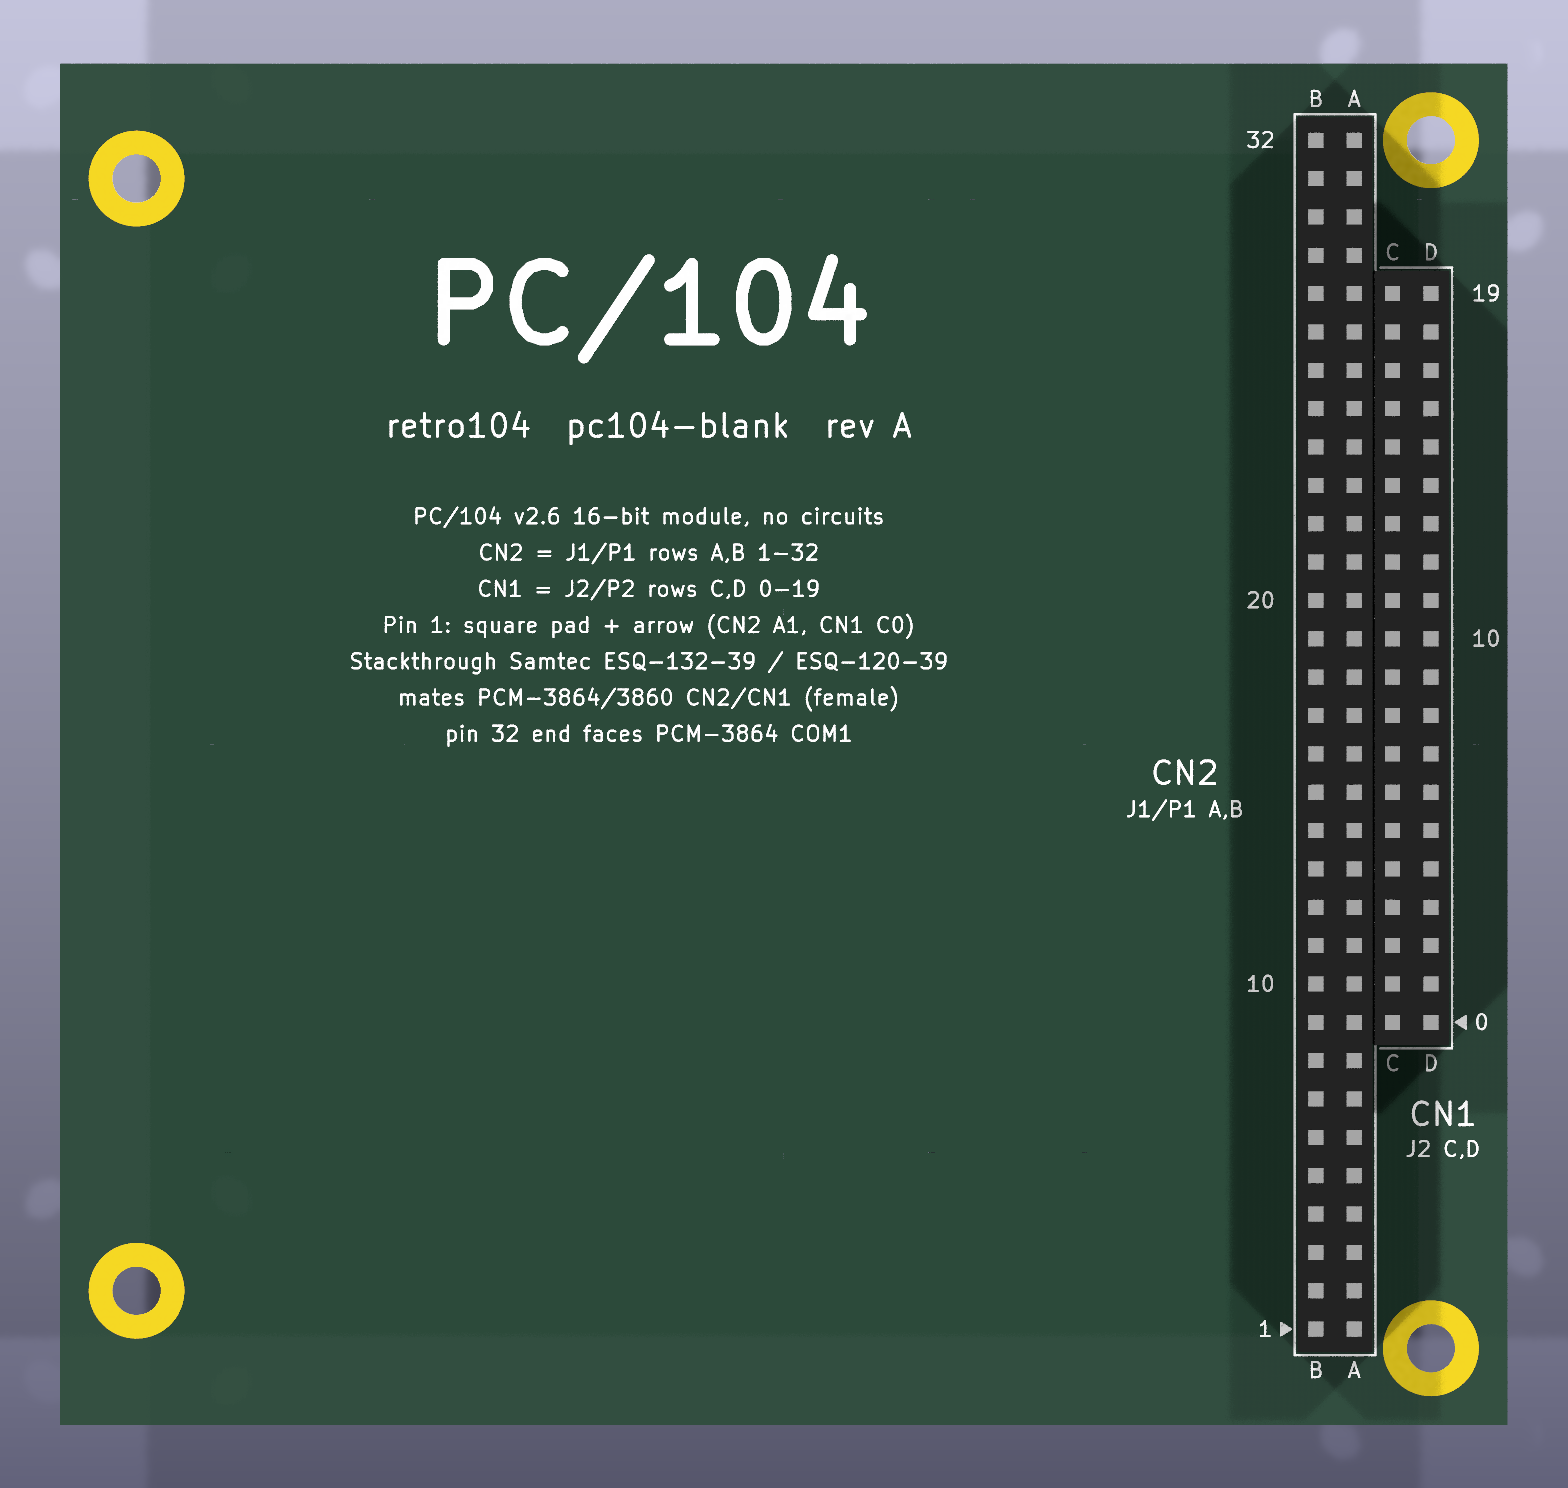 B A
32
C D
19
PC/104
retro104 pc104-blank rev A
PC/104 v2.6 16-bit module, no circuits
CN2 = J1/P1 rows A,B 1-32
CN1 = J2/P2 rows C,D 0-19
Pin 1: square pad + arrow (CN2 A1, CN1 C0)
Stackthrough Samtec ESQ-132-39 / ESQ-120-39
mates PCM-3864/3860 CN2/CN1 (female)
pin 32 end faces PCM-3864 COM1
20
10
CN2
J1/P1 A,B
10
0
C D
CN1
J2 C,D
1
B A